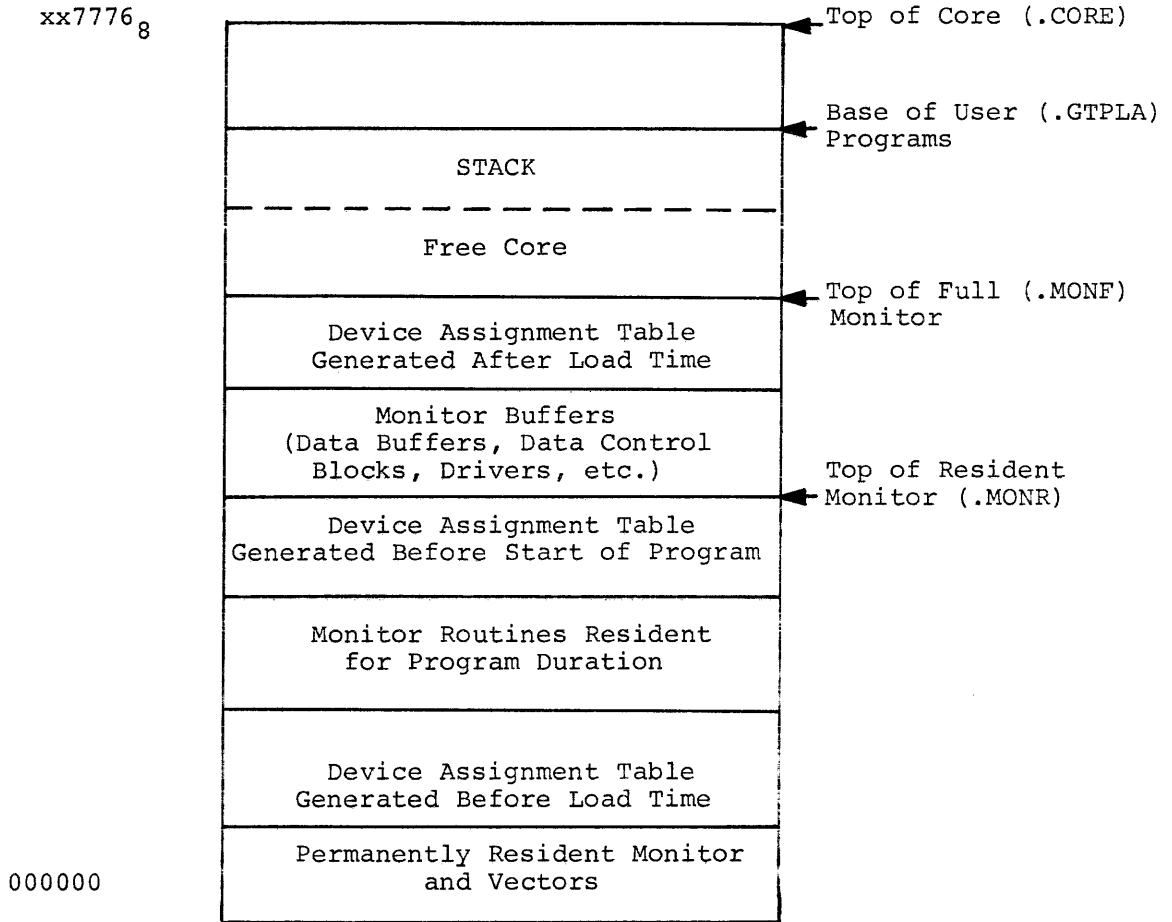 xx7776₈
Top of Core (.CORE)
Base of User (.GTPLA)
Programs
STACK
Free Core
Top of Full (.MONF)
Monitor
Device Assignment Table
Generated After Load Time
Monitor Buffers
(Data Buffers, Data Control
Blocks, Drivers, etc.)
Top of Resident
Monitor (.MONR)
Device Assignment Table
Generated Before Start of Program
Monitor Routines Resident
for Program Duration
Device Assignment Table
Generated Before Load Time
Permanently Resident Monitor
and Vectors
000000